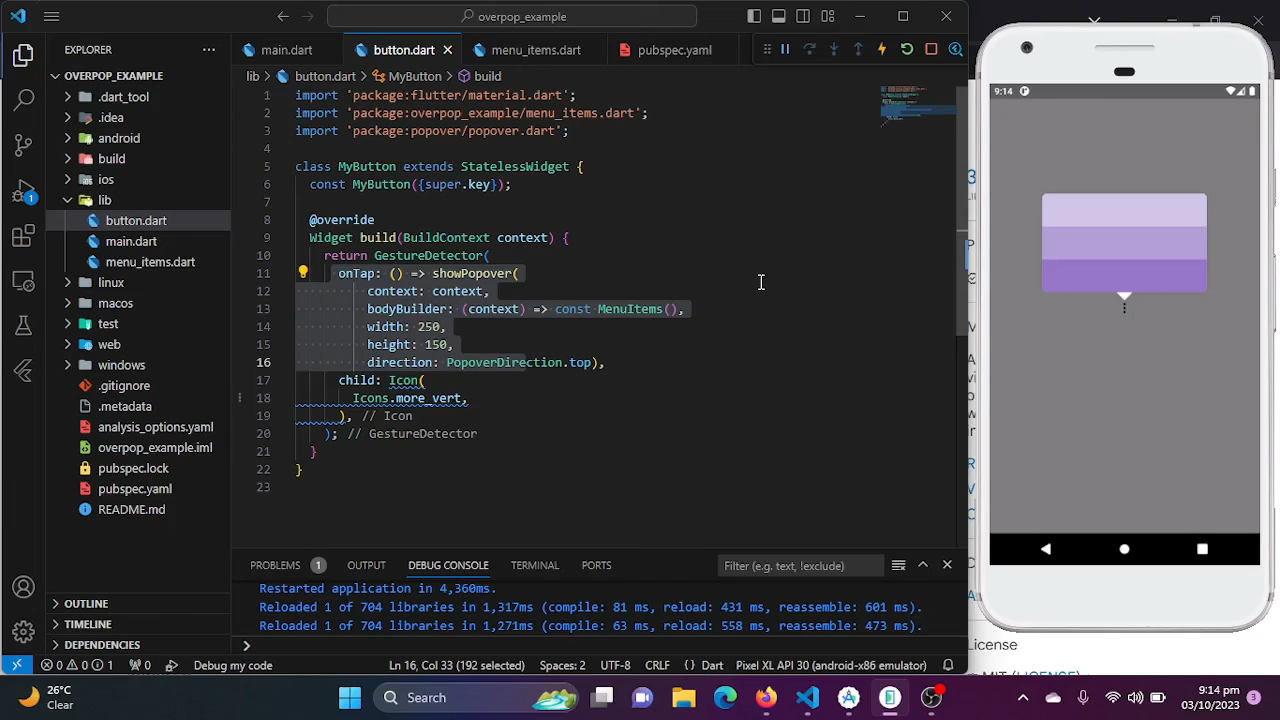 overpop_example
EXPLORER
main.dart
button.dart
menu_items.dart
pubspec.yaml
OVERPOP_EXAMPLE
lib
button.dart
MyButton
build
.dart_tool
.idea
android
build
ios
lib
button.dart
main.dart
menu_items.dart
linux
macos
test
web
windows
.gitignore
.metadata
analysis_options.yaml
overpop_example.iml
pubspec.lock
pubspec.yaml
README.md
OUTLINE
TIMELINE
DEPENDENCIES
1 import 'package:flutter/material.dart';
2 import 'package:overpop_example/menu_items.dart';
3 import 'package:popover/popover.dart';
4
5 class MyButton extends StatelessWidget {
6 const MyButton({super.key});
7
8 @override
9 Widget build(BuildContext context) {
10 return GestureDetector(
11 onTap: () => showPopover(
12 context: context,
13 bodyBuilder: (context) => const MenuItems(),
14 width: 250,
15 height: 150,
16 direction: PopoverDirection.top),
17 child: Icon(
18 Icons.more_vert,
19 ), // Icon
20 ); // GestureDetector
21 }
22 }
23
PROBLEMS 1 OUTPUT DEBUG CONSOLE TERMINAL PORTS Filter (e.g. text, !exclude)
Restarted application in 4,360ms.
Reloaded 1 of 704 libraries in 1,317ms (compile: 81 ms, reload: 431 ms, reassemble: 601 ms).
Reloaded 1 of 704 libraries in 1,271ms (compile: 63 ms, reload: 558 ms, reassemble: 473 ms).
0 0 1 0 Debug my code Ln 16, Col 33 (192 selected) Spaces: 2 UTF-8 CRLF {} Dart Pixel XL API 30 (android-x86 emulator)
1
9:14
License
MIT (LICENSE)
26°C
Clear
Search
9:14 pm
03/10/2023
3